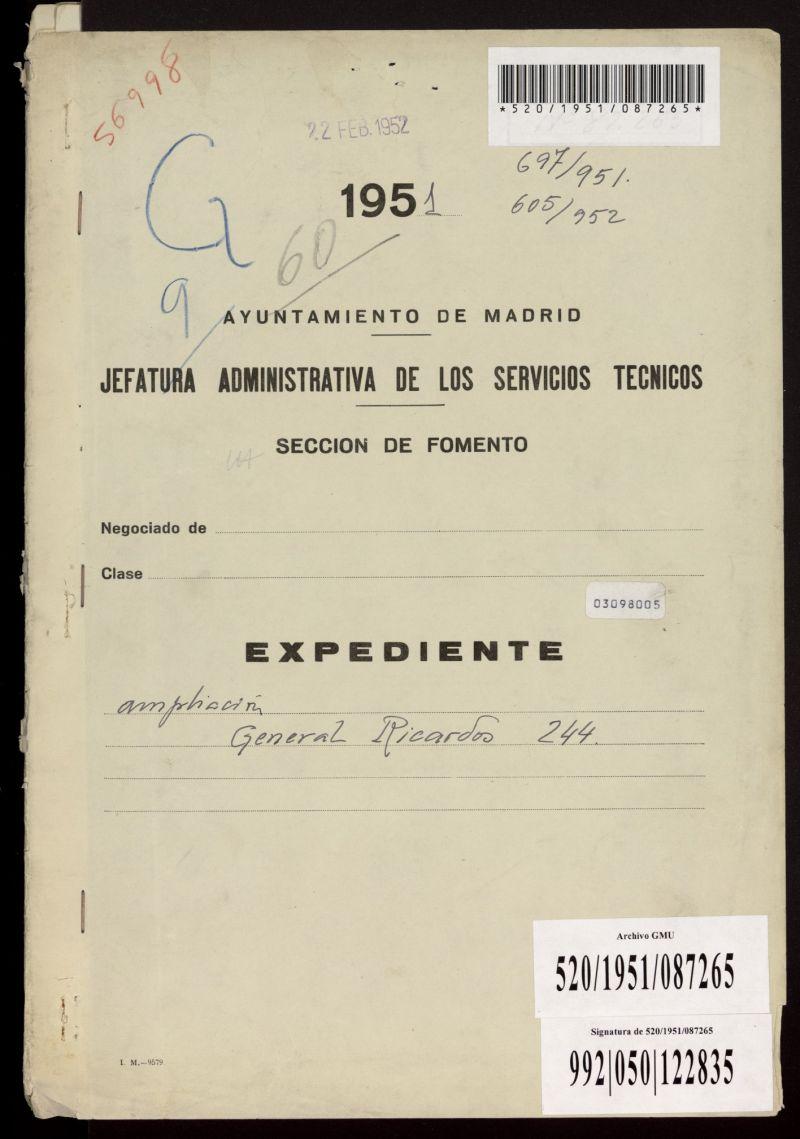 56998
*520/1951/087265*
22 FEB. 1952
697/951.
1951
605/952
G
60
9
AYUNTAMIENTO DE MADRID
JEFATURA ADMINISTRATIVA DE LOS SERVICIOS TECNICOS
SECCION DE FOMENTO
Negociado de
Clase
03098005
EXPEDIENTE
ampliación
General Ricardos 244.
Archivo GMU
520/1951/087265
Signatura de 520/1951/087265
992|050|122835
I. M.—9579